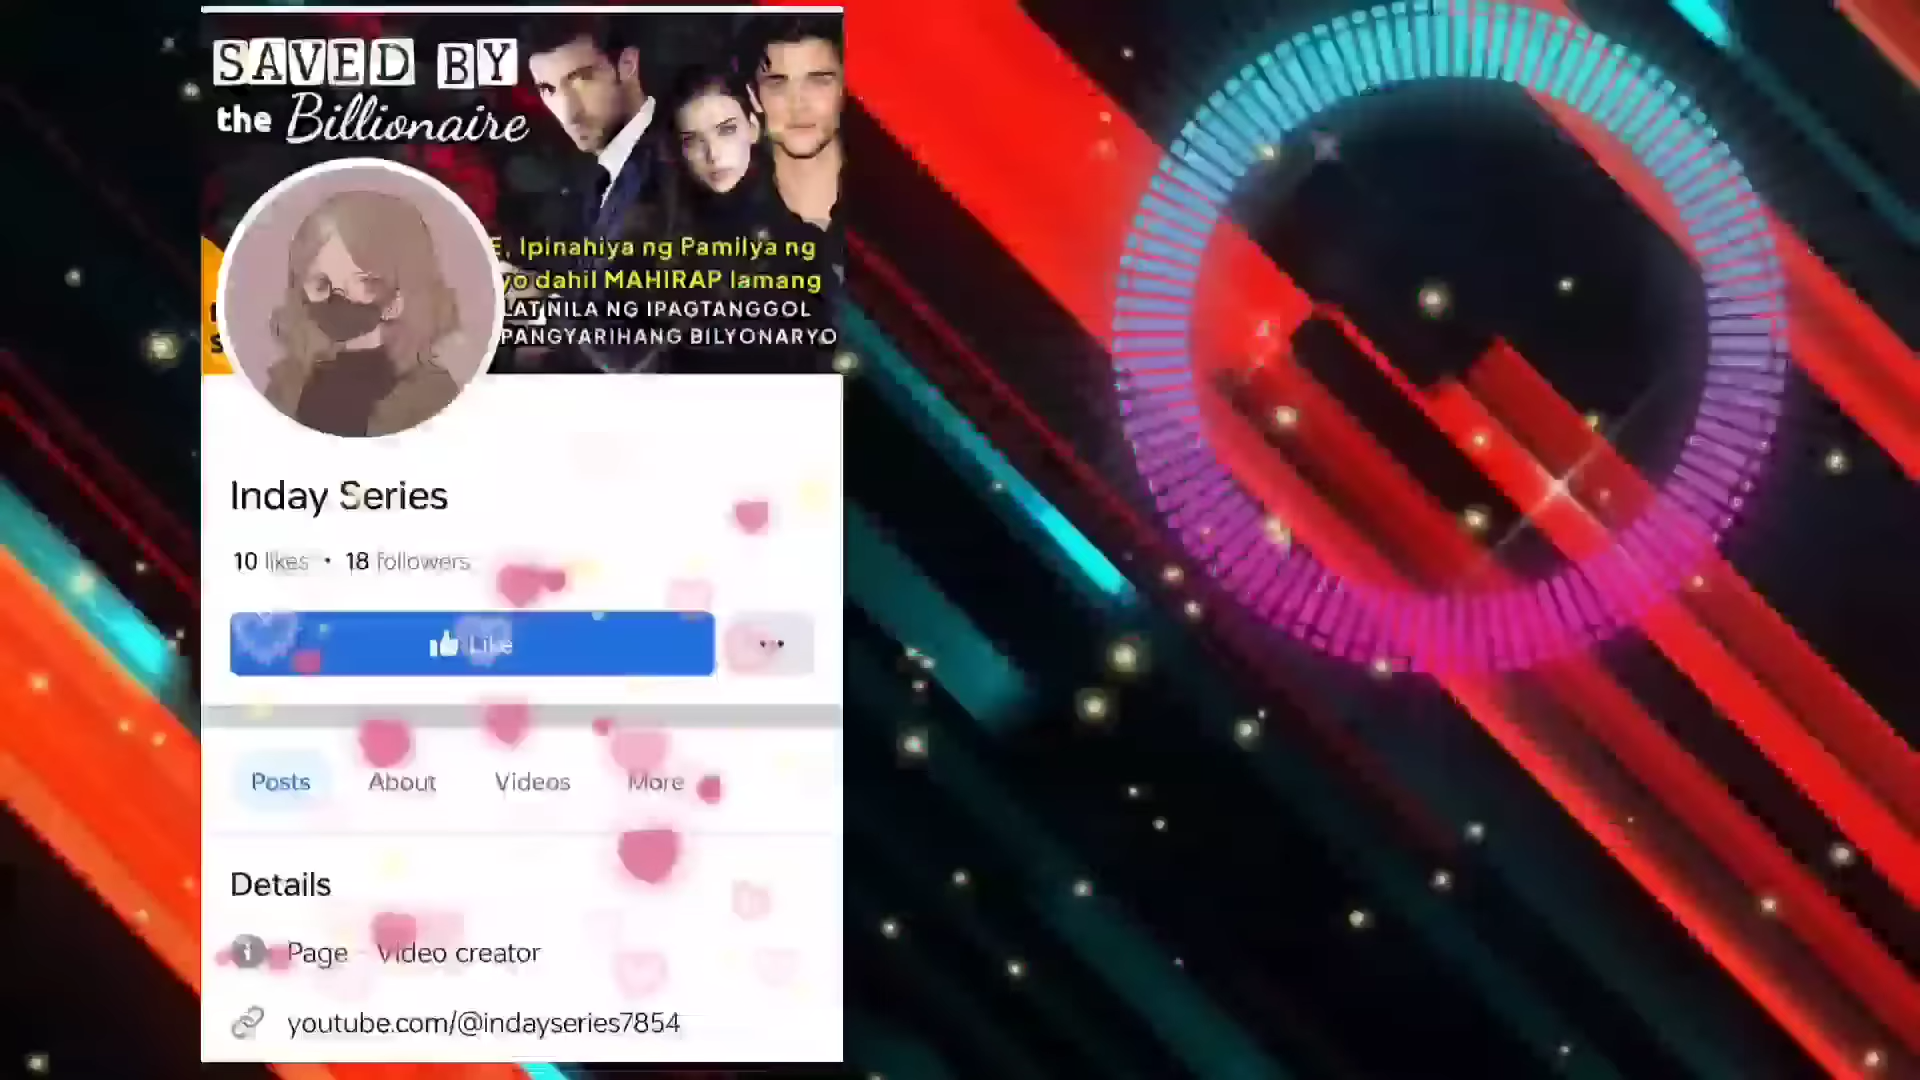 SAVED BY
the Billionaire
E, Ipinahiya ng Pamilya ng
yo dahil MAHIRAP lamang
LAT NILA NG IPAGTANGGOL
PANGYARIHANG BILYONARYO
Inday Series
10 likes • 18 followers
Like
Posts About Videos More
Details
Page - Video creator
youtube.com/@indayseries7854